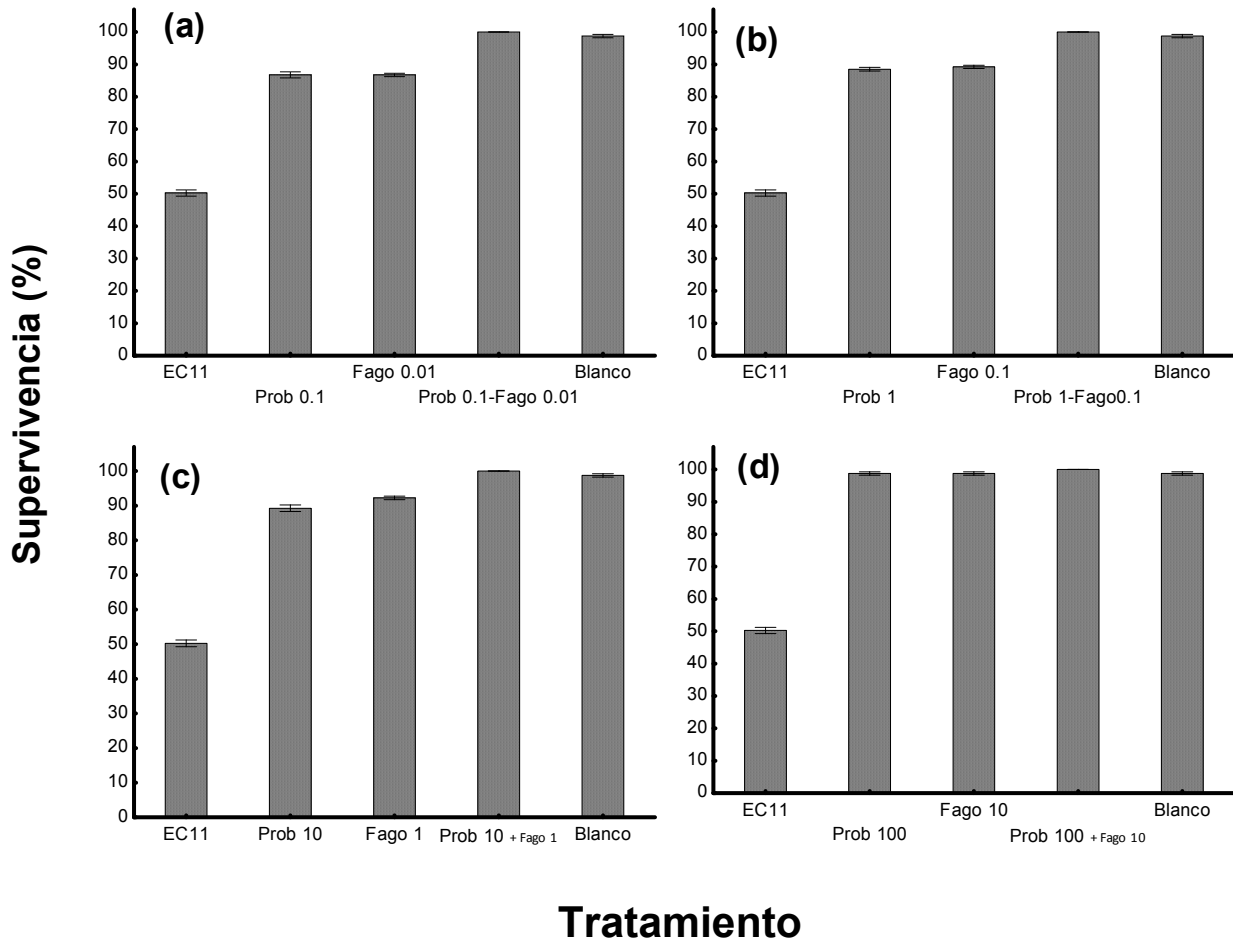 Supervivencia (%)
(a)
100
90
80
70
60
50
40
30
20
10
0
EC11
Fago 0.01
Blanco
Prob 0.1
Prob 0.1-Fago 0.01
(b)
100
90
80
70
60
50
40
30
20
10
0
EC11
Fago 0.1
Blanco
Prob 1
Prob 1-Fago0.1
(c)
100
90
80
70
60
50
40
30
20
10
0
EC11
Prob 10
Fago 1
Prob 10 + Fago 1
Blanco
(d)
100
90
80
70
60
50
40
30
20
10
0
EC11
Fago 10
Blanco
Prob 100
Prob 100 + Fago 10
Tratamiento